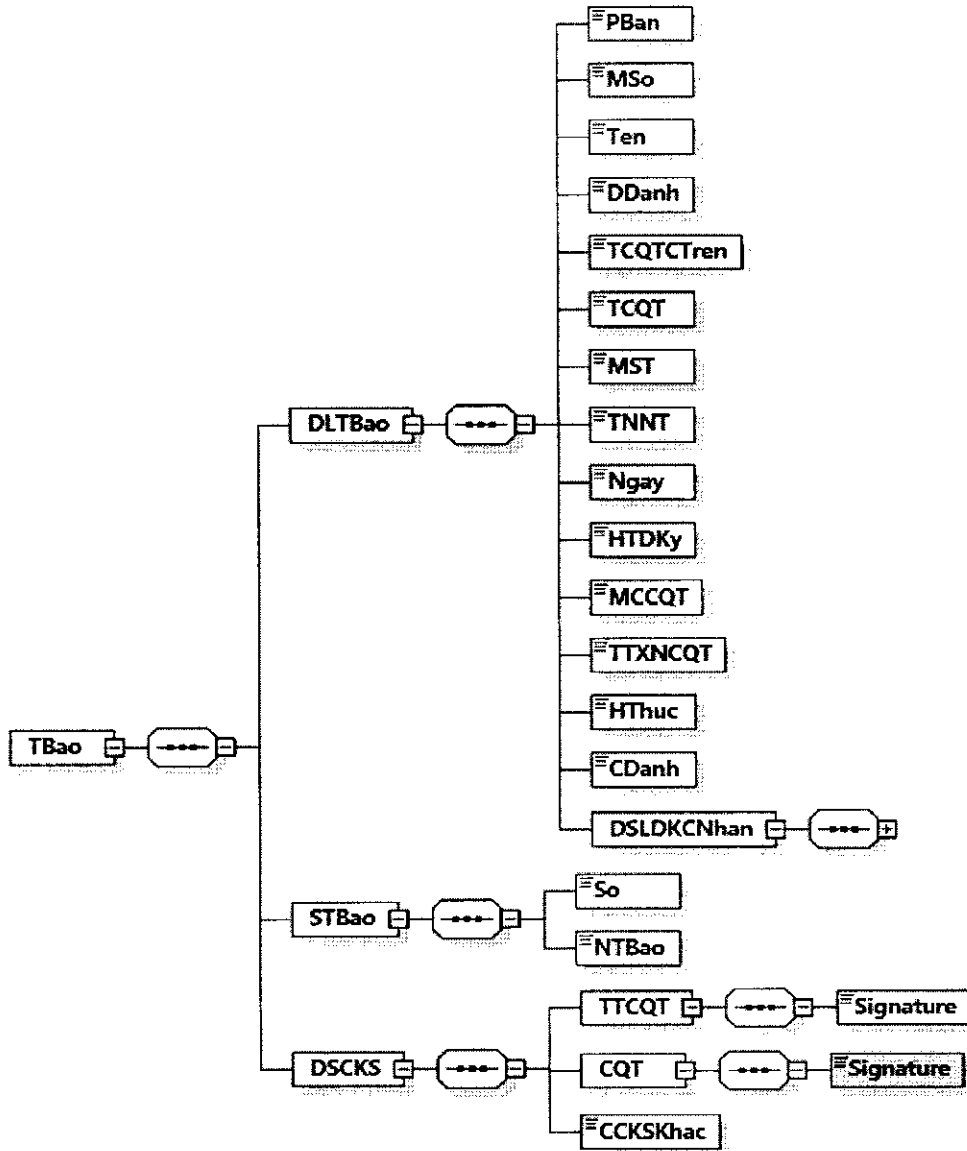 PBan
MSo
Ten
DDanh
TCQTCTren
TCQT
MST
DLTBao
TNNT
Ngay
HTDKy
MCCQT
TTXNCQT
HThuc
TBao
CDanh
DSLDKCNhan
So
STBao
NTBao
TTCQT
Signature
DSCKS
CQT
Signature
CCKSKhac